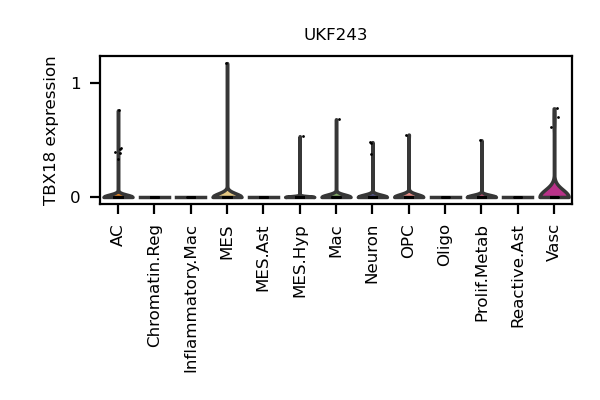 UKF243
TBX18 expression
1
0
AC
Chromatin.Reg
Inflammatory.Mac
MES
MES.Ast
MES.Hyp
Mac
Neuron
OPC
Oligo
Prolif.Metab
Reactive.Ast
Vasc